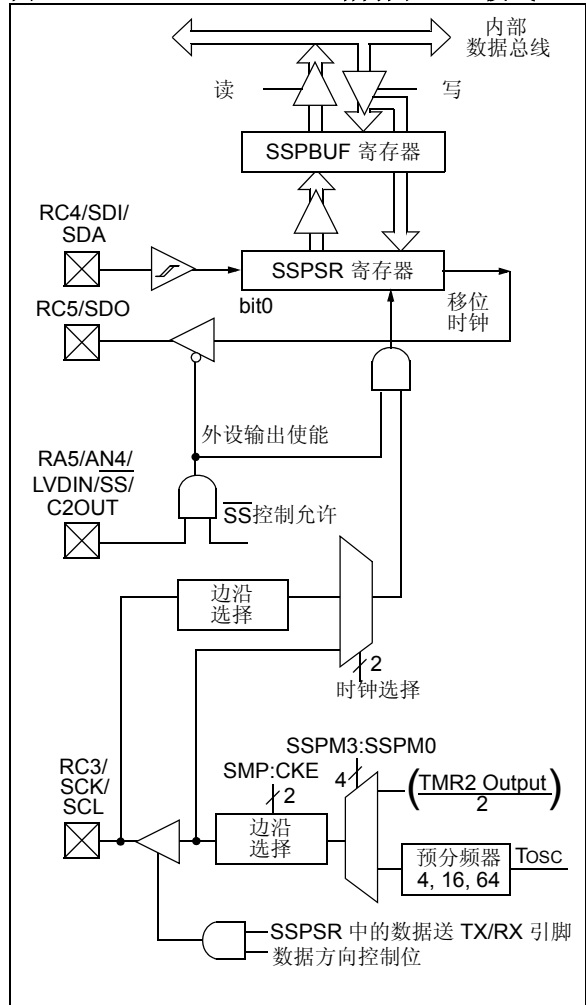 内部
数据总线
读
写
SSPBUF 寄存器
RC4/SDI/
SDA
SSPSR 寄存器
bit0
移位
时钟
RC5/SDO
外设输出使能
RA5/AN4/
LVDIN/SS/
C2OUT
SS控制允许
边沿
选择
2
时钟选择
SSPM3:SSPM0
4
SMP:CKE
2
RC3/
SCK/
SCL
边沿
选择
(TMR2 Output
2)
预分频器
4, 16, 64
TOSC
SSPSR 中的数据送 TX/RX 引脚
数据方向控制位